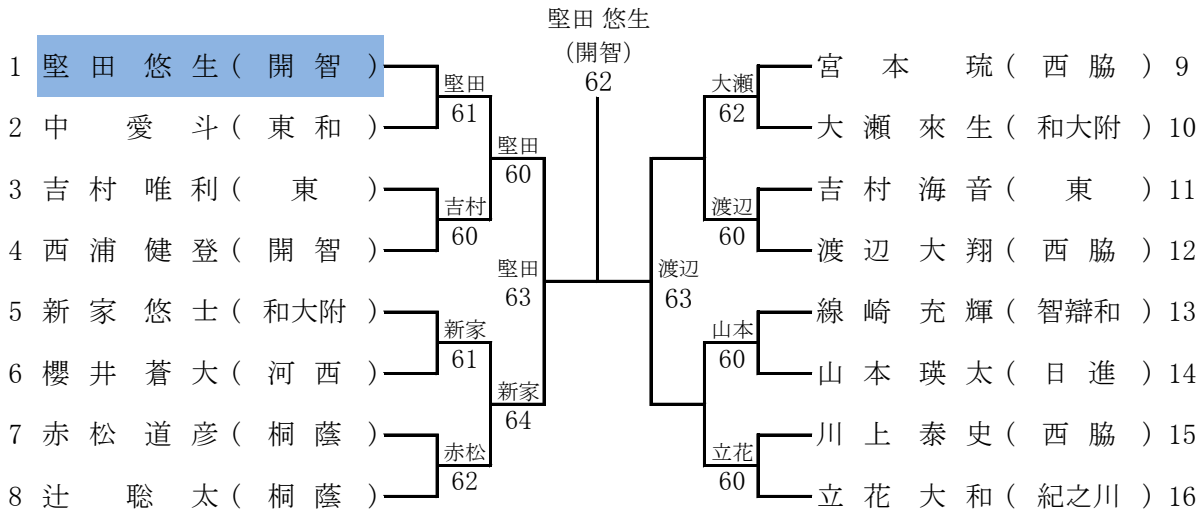 堅田 悠生
(開智)
62
1 堅田悠生(開智)
堅田
61
2 中愛斗(東和)
堅田
60
3 吉村唯利(東)
吉村
60
4 西浦健登(開智)
堅田
63
5 新家悠士(和大附)
新家
61
6 櫻井蒼大(河西)
新家
64
7 赤松道彦(桐蔭)
赤松
62
8 辻聡太(桐蔭)
宮本琉(西脇) 9
大瀬
62
大瀬來生(和大附) 10
吉村海音(東) 11
渡辺
60
渡辺大翔(西脇) 12
渡辺
63
線崎充輝(智辯和) 13
山本
60
山本瑛太(日進) 14
川上泰史(西脇) 15
立花
60
立花大和(紀之川) 16